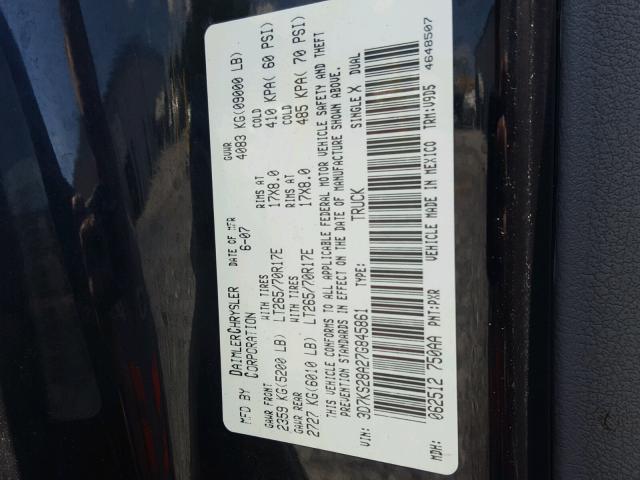 MFD BY DAIMLERCHRYSLER CORPORATION DATE OF MFR 6-07 GVWR 4083 KG(09000 LB)
GAWR FRONT WITH TIRES RIMS AT COLD
2359 KG(5200 LB) LT265/70R17E 17X8.0 410 KPA( 60 PSI)
GAWR REAR WITH TIRES RIMS AT COLD
2727 KG(6010 LB) LT265/70R17E 17X8.0 485 KPA( 70 PSI)
THIS VEHICLE CONFORMS TO ALL APPLICABLE FEDERAL MOTOR VEHICLE SAFETY AND THEFT
PREVENTION STANDARDS IN EFFECT ON THE DATE OF MANUFACTURE SHOWN ABOVE.
VIN: 3D7KS28A27G845861 TYPE: TRUCK SINGLE X DUAL
MDH: 062512 750AA PNT:PXR VEHICLE MADE IN MEXICO TRM:V9D5
4648507